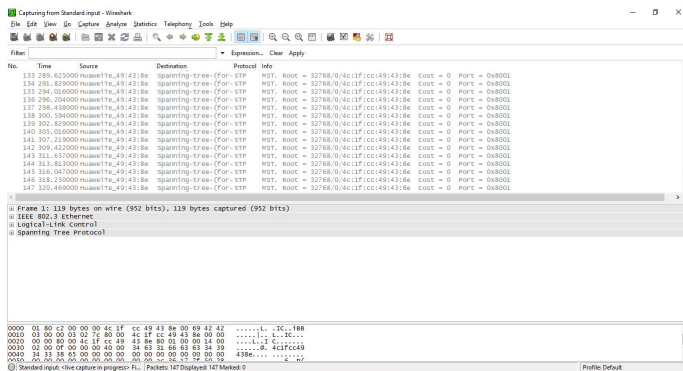 Capturing from Standard input - Wireshark
File Edit View Go Capture Analyze Statistics Telephony Tools Help
Filter: Expression... Clear Apply
No. Time Source Destination Protocol Info
133 289.625000 HuaweiTe_49:43:8e Spanning-tree-(for- STP MST. Root = 32768/0/4c:1f:cc:49:43:8e Cost = 0 Port = 0x8001
134 291.829000 HuaweiTe_49:43:8e Spanning-tree-(for- STP MST. Root = 32768/0/4c:1f:cc:49:43:8e Cost = 0 Port = 0x8001
135 294.016000 HuaweiTe_49:43:8e Spanning-tree-(for- STP MST. Root = 32768/0/4c:1f:cc:49:43:8e Cost = 0 Port = 0x8001
136 296.204000 HuaweiTe_49:43:8e Spanning-tree-(for- STP MST. Root = 32768/0/4c:1f:cc:49:43:8e Cost = 0 Port = 0x8001
137 298.438000 HuaweiTe_49:43:8e Spanning-tree-(for- STP MST. Root = 32768/0/4c:1f:cc:49:43:8e Cost = 0 Port = 0x8001
138 300.594000 HuaweiTe_49:43:8e Spanning-tree-(for- STP MST. Root = 32768/0/4c:1f:cc:49:43:8e Cost = 0 Port = 0x8001
139 302.829000 HuaweiTe_49:43:8e Spanning-tree-(for- STP MST. Root = 32768/0/4c:1f:cc:49:43:8e Cost = 0 Port = 0x8001
140 305.016000 HuaweiTe_49:43:8e Spanning-tree-(for- STP MST. Root = 32768/0/4c:1f:cc:49:43:8e Cost = 0 Port = 0x8001
141 307.219000 HuaweiTe_49:43:8e Spanning-tree-(for- STP MST. Root = 32768/0/4c:1f:cc:49:43:8e Cost = 0 Port = 0x8001
142 309.422000 HuaweiTe_49:43:8e Spanning-tree-(for- STP MST. Root = 32768/0/4c:1f:cc:49:43:8e Cost = 0 Port = 0x8001
143 311.657000 HuaweiTe_49:43:8e Spanning-tree-(for- STP MST. Root = 32768/0/4c:1f:cc:49:43:8e Cost = 0 Port = 0x8001
144 313.813000 HuaweiTe_49:43:8e Spanning-tree-(for- STP MST. Root = 32768/0/4c:1f:cc:49:43:8e Cost = 0 Port = 0x8001
145 316.047000 HuaweiTe_49:43:8e Spanning-tree-(for- STP MST. Root = 32768/0/4c:1f:cc:49:43:8e Cost = 0 Port = 0x8001
146 318.250000 HuaweiTe_49:43:8e Spanning-tree-(for- STP MST. Root = 32768/0/4c:1f:cc:49:43:8e Cost = 0 Port = 0x8001
147 320.469000 HuaweiTe_49:43:8e Spanning-tree-(for- STP MST. Root = 32768/0/4c:1f:cc:49:43:8e Cost = 0 Port = 0x8001
Frame 1: 119 bytes on wire (952 bits), 119 bytes captured (952 bits)
IEEE 802.3 Ethernet
Logical-Link Control
Spanning Tree Protocol
0000 01 80 c2 00 00 00 4c 1f cc 49 43 8e 00 69 42 42 ......L. .IC..iBB
0010 03 00 00 03 02 7c 80 00 4c 1f cc 49 43 8e 00 00 .....|.. L..IC...
0020 00 00 80 00 4c 1f cc 49 43 8e 80 01 00 00 14 00 ....L..I C.......
0030 02 00 0f 00 00 00 40 00 34 63 31 66 63 63 34 39 ......@. 4c1fcc49
0040 34 33 38 65 00 00 00 00 00 00 00 00 00 00 00 00 438e.... ........
Standard input: <live capture in progress> Fi... Packets: 147 Displayed: 147 Marked: 0 Profile: Default